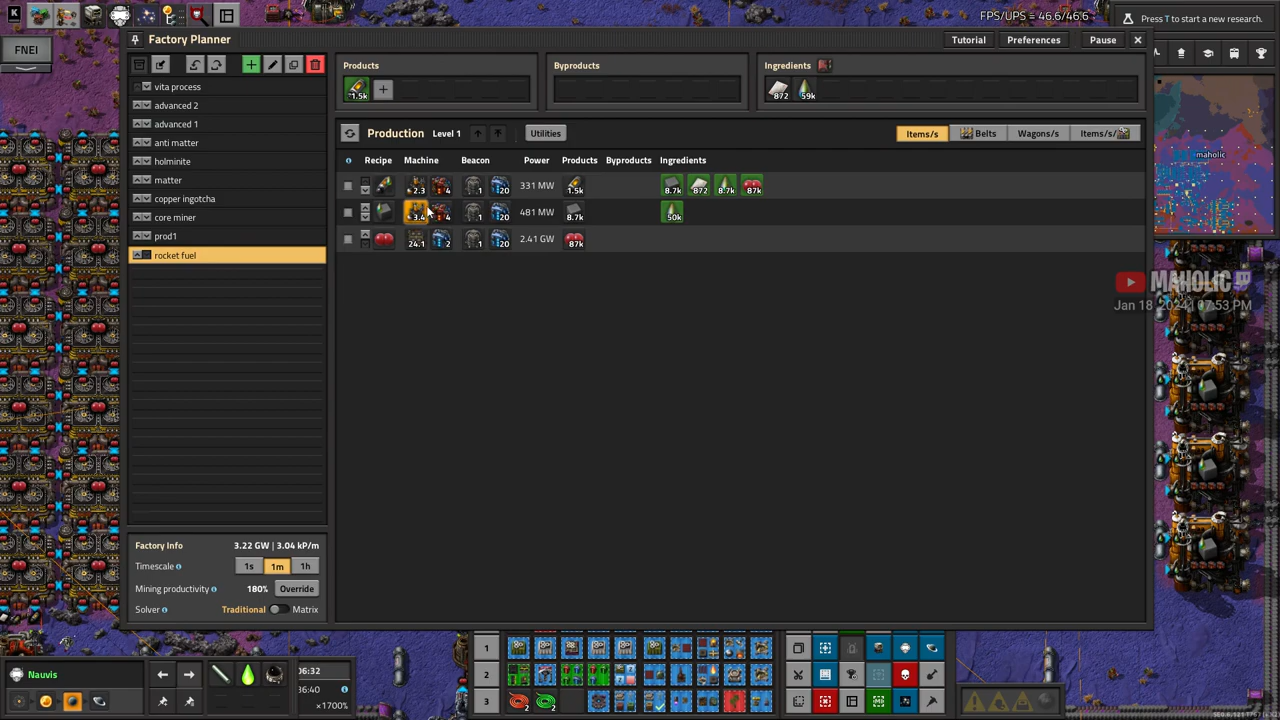 K
FPS/UPS = 46.6/46.6
Press T to start a new research.
FNEI
Factory Planner
Tutorial
Preferences
Pause
Products
Byproducts
Ingredients
1.5k
872
59k
vita process
advanced 2
advanced 1
anti matter
holminite
matter
copper ingotcha
core miner
prod1
rocket fuel
Production
Level 1
Utilities
Items/s
Belts
Wagons/s
Items/s/
Recipe
Machine
Beacon
Power
Products
Byproducts
Ingredients
2.3
4
1
20
331 MW
1.5k
8.7k
872
8.7k
87k
3.4
4
1
20
481 MW
8.7k
50k
24.1
2
1
20
2.41 GW
87k
maholic
MAHOLIC
Jan 18 2024 | 07:53 PM
Factory Info
3.22 GW | 3.04 kP/m
Timescale
1s
1m
1h
Mining productivity
180%
Override
Solver
Traditional
Matrix
Nauvis
06:32
36:40
×1700%
1
2
3
2
2